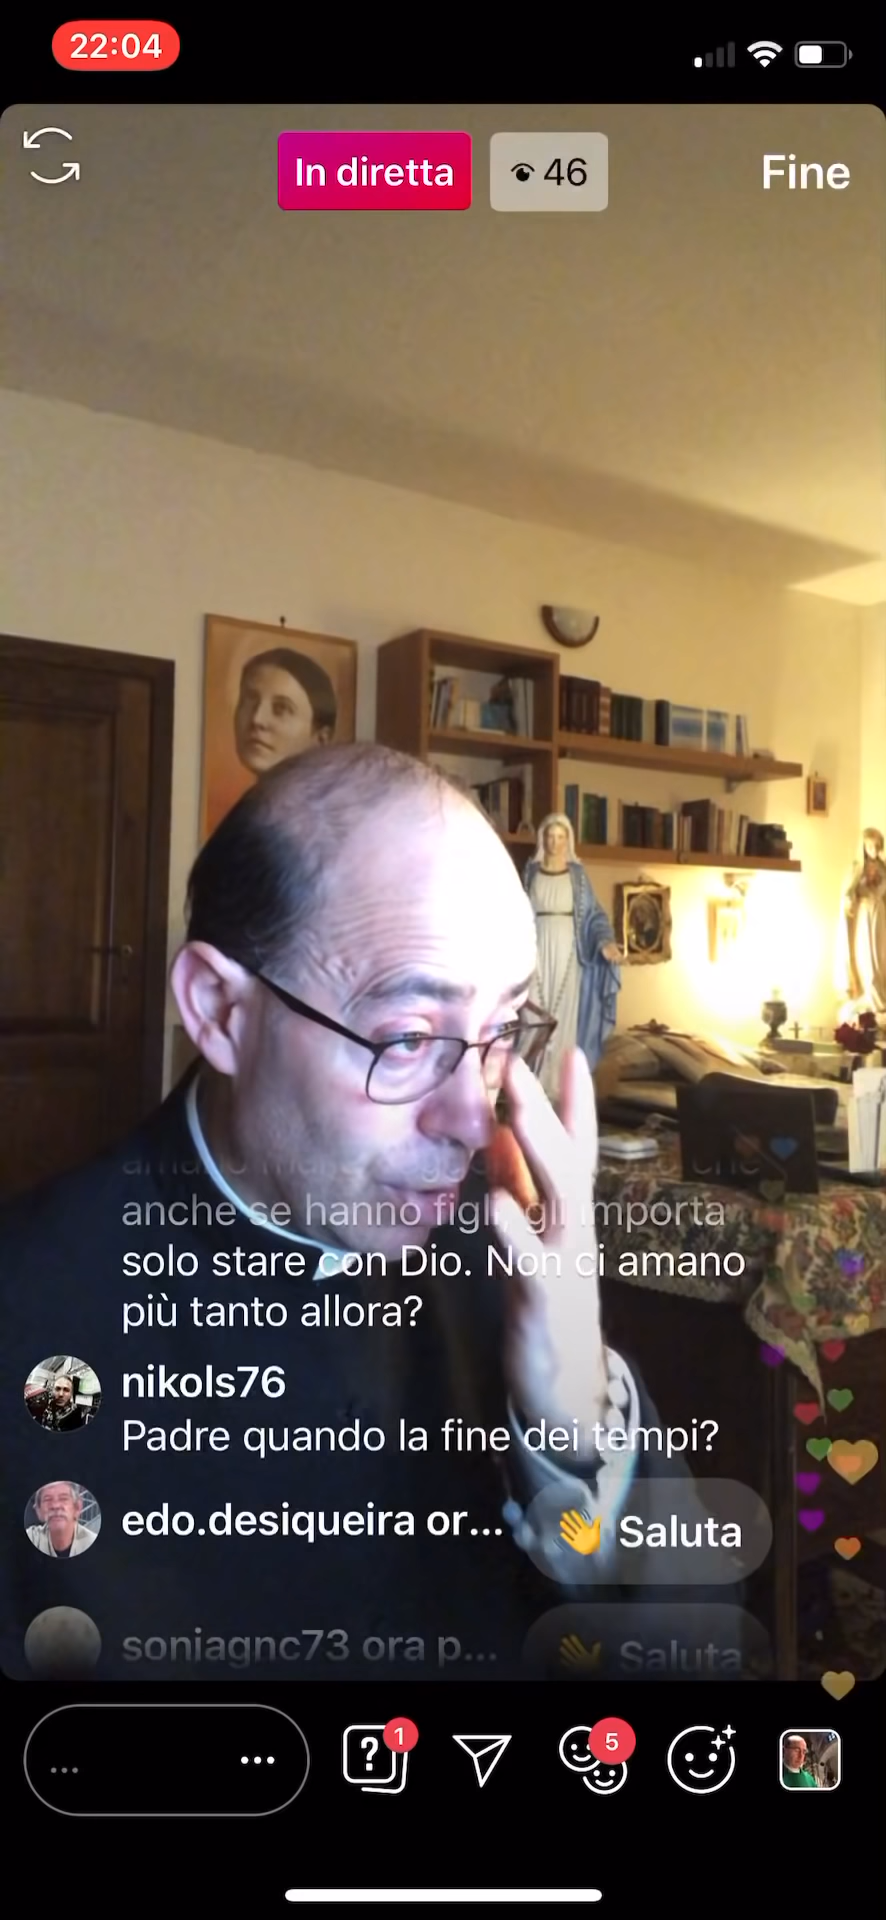 22:04
In diretta
46
Fine
anche se hanno figli, gli importa
solo stare con Dio. Non ci amano
più tanto allora?
nikols76
Padre quando la fine dei tempi?
edo.desiqueira or...
👋 Saluta
soniagnc73 ora p...
👋 Saluta
...
1
5